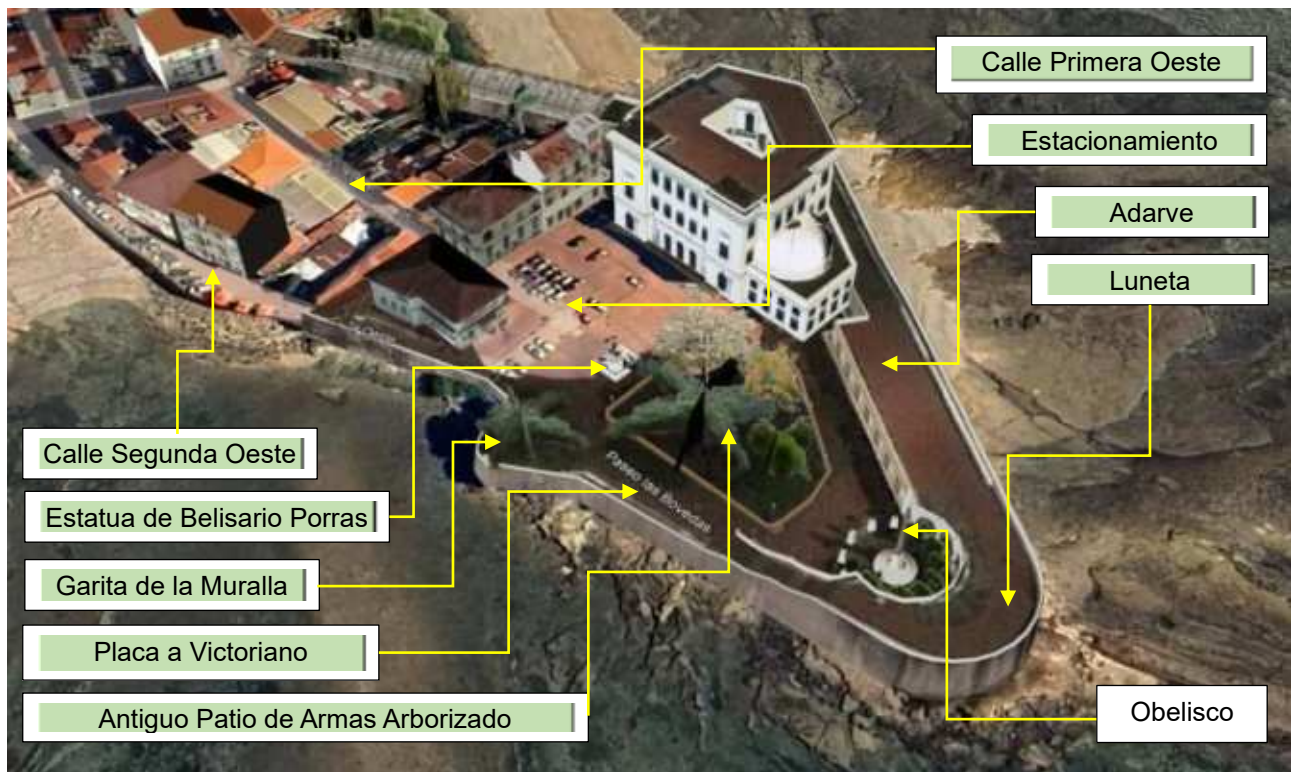 Calle Primera Oeste
Estacionamiento
Adarve
Luneta
Calle Segunda Oeste
Estatua de Belisario Porras
Garita de la Muralla
Placa a Victoriano
Antiguo Patio de Armas Arborizado
Obelisco
Paseo las Bovedas